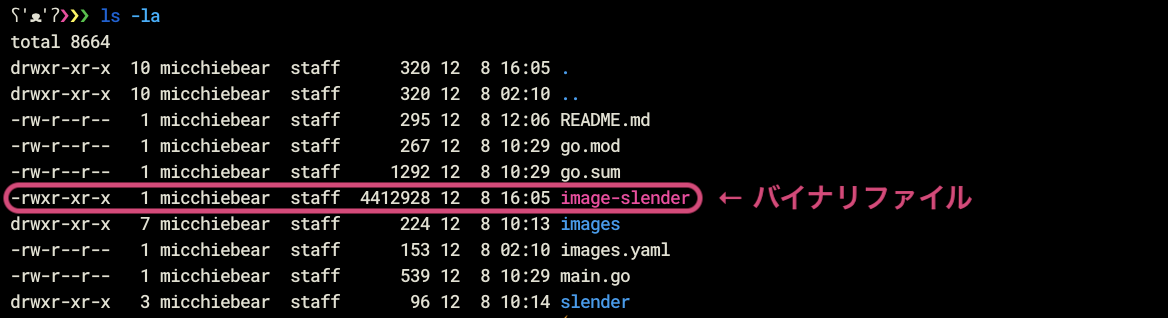 ʕ'ᴥ'ʔ❯❯❯ ls -la
total 8664
drwxr-xr-x  10 micchiebear  staff      320 12  8 16:05 .
drwxr-xr-x  10 micchiebear  staff      320 12  8 02:10 ..
-rw-r--r--   1 micchiebear  staff      295 12  8 12:06 README.md
-rw-r--r--   1 micchiebear  staff      267 12  8 10:29 go.mod
-rw-r--r--   1 micchiebear  staff     1292 12  8 10:29 go.sum
-rwxr-xr-x   1 micchiebear  staff  4412928 12  8 16:05 image-slender ← バイナリファイル
drwxr-xr-x   7 micchiebear  staff      224 12  8 10:13 images
-rw-r--r--   1 micchiebear  staff      153 12  8 02:10 images.yaml
-rw-r--r--   1 micchiebear  staff      539 12  8 10:29 main.go
drwxr-xr-x   3 micchiebear  staff       96 12  8 10:14 slender